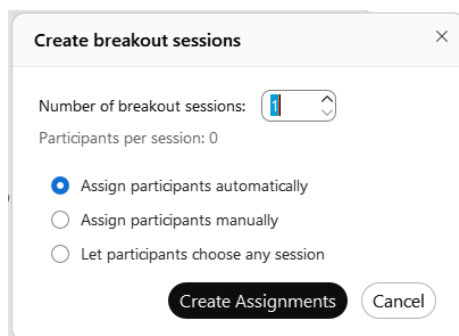 Create breakout sessions
Number of breakout sessions: 1
Participants per session: 0
Assign participants automatically
Assign participants manually
Let participants choose any session
Create Assignments Cancel